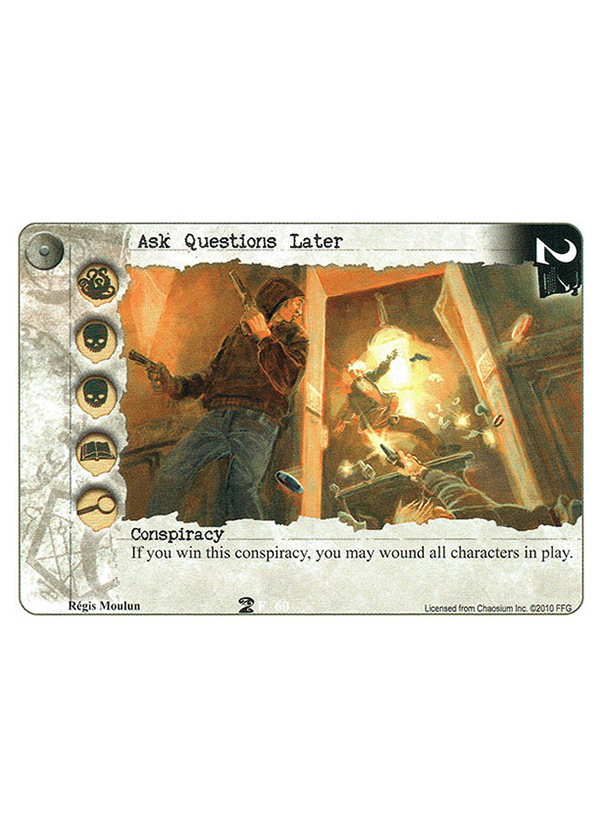 Ask Questions Later
2
Conspiracy
If you win this conspiracy, you may wound all characters in play.
Régis Moulun
60
Licensed from Chaosium Inc. ©2010 FFG